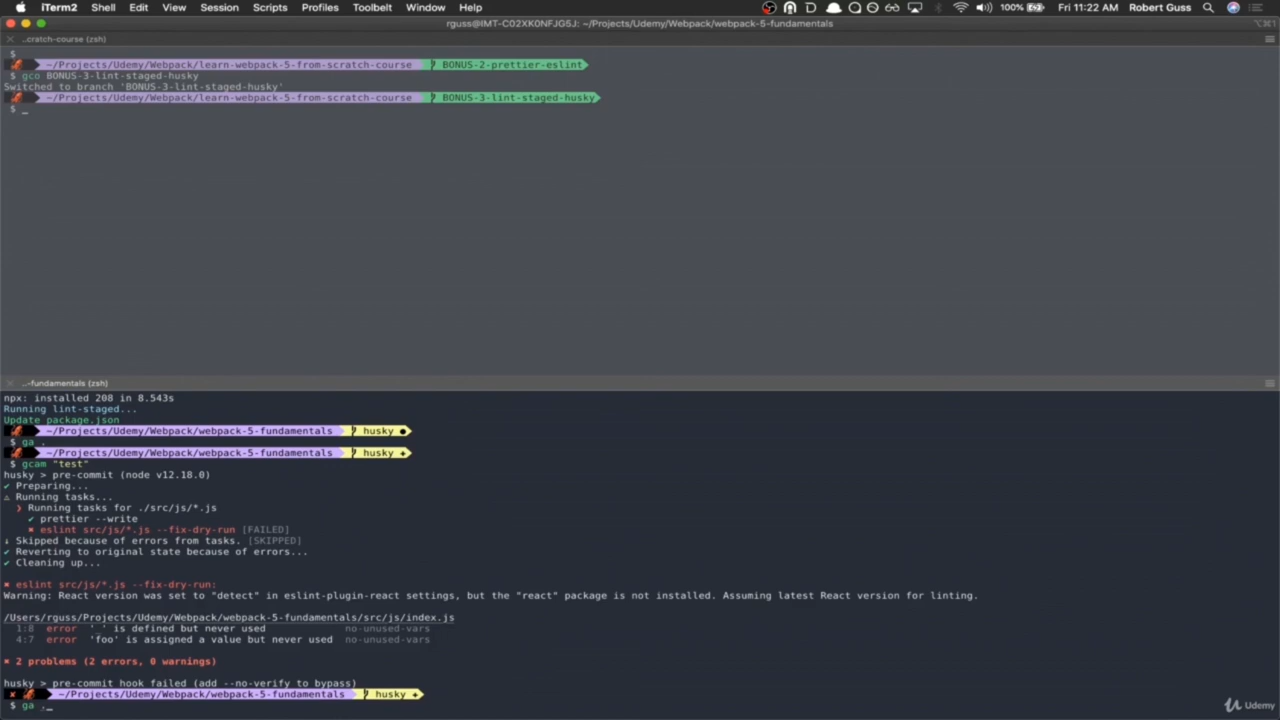 iTerm2 Shell Edit View Session Scripts Profiles Toolbelt Window Help 100% Fri 11:22 AM Robert Guss
rguss@IMT-C02XK0NFJG5J: ~/Projects/Udemy/Webpack/webpack-5-fundamentals
..cratch-course (zsh)
$
~/Projects/Udemy/Webpack/learn-webpack-5-from-scratch-course BONUS-2-prettier-eslint
$ gco BONUS-3-lint-staged-husky
Switched to branch 'BONUS-3-lint-staged-husky'
~/Projects/Udemy/Webpack/learn-webpack-5-from-scratch-course BONUS-3-lint-staged-husky
$ _
..-fundamentals (zsh)
npx: installed 208 in 8.543s
Running lint-staged...
Update package.json
~/Projects/Udemy/Webpack/webpack-5-fundamentals husky ●
$ ga .
~/Projects/Udemy/Webpack/webpack-5-fundamentals husky +
$ gcam "test"
husky > pre-commit (node v12.18.0)
✔ Preparing...
⚠ Running tasks...
❯ Running tasks for ./src/js/*.js
✔ prettier --write
✖ eslint src/js/*.js --fix-dry-run [FAILED]
↓ Skipped because of errors from tasks. [SKIPPED]
✔ Reverting to original state because of errors...
✔ Cleaning up...
✖ eslint src/js/*.js --fix-dry-run:
Warning: React version was set to "detect" in eslint-plugin-react settings, but the "react" package is not installed. Assuming latest React version for linting.
/Users/rguss/Projects/Udemy/Webpack/webpack-5-fundamentals/src/js/index.js
1:8 error '_' is defined but never used no-unused-vars
4:7 error 'foo' is assigned a value but never used no-unused-vars
✖ 2 problems (2 errors, 0 warnings)
husky > pre-commit hook failed (add --no-verify to bypass)
✘ ~/Projects/Udemy/Webpack/webpack-5-fundamentals husky +
$ ga ._
Udemy